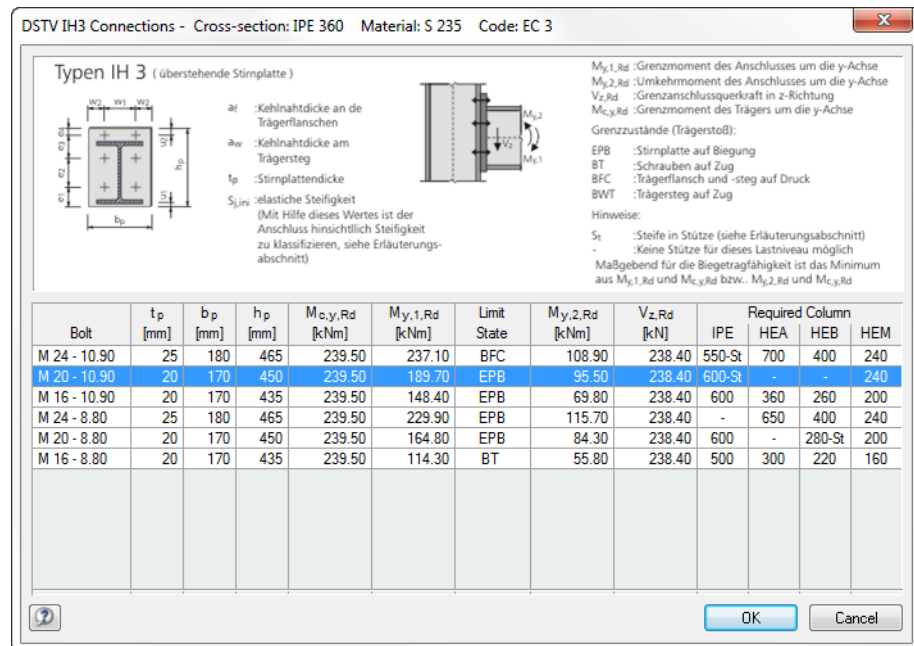 DSTV IH3 Connections - Cross-section: IPE 360 Material: S 235 Code: EC 3
x
Typen IH 3 ( überstehende Stirnplatte )
w2 w1 w2
e4
e3
e2
e1
ü2
hp
ü1
bp
af :Kehlnahtdicke an de
Trägerflanschen
aw :Kehlnahtdicke am
Trägersteg
tp :Stirnplattendicke
Sj,ini :elastiche Steifigkeit
(Mit Hilfe dieses Wertes ist der
Anschluss hinsichtlich Steifigkeit
zu klassifizieren, siehe Erläuterungs-
abschnitt)
My,2
Vz
My,1
My,1,Rd :Grenzmoment des Anschlusses um die y-Achse
My,2,Rd :Umkehrmoment des Anschlusses um die y-Achse
Vz,Rd :Grenzanschlussquerkraft in z-Richtung
Mc,y,Rd :Grenzmoment des Trägers um die y-Achse
Grenzzustände (Trägerstoß):
EPB :Stirnplatte auf Biegung
BT :Schrauben auf Zug
BFC :Trägerflansch und -steg auf Druck
BWT :Trägersteg auf Zug
Hinweise:
St :Steife in Stütze (siehe Erläuterungsabschnitt)
- :Keine Stütze für dieses Lastniveau möglich
Maßgebend für die Biegetragfähigkeit ist das Minimum
aus My,1,Rd und Mc,y,Rd bzw.. My,2,Rd und Mc,y,Rd
tp bp hp Mc,y,Rd My,1,Rd Limit My,2,Rd Vz,Rd Required Column
Bolt [mm] [mm] [mm] [kNm] [kNm] State [kNm] [kN] IPE HEA HEB HEM
M 24 - 10.90 25 180 465 239.50 237.10 BFC 108.90 238.40 550-St 700 400 240
M 20 - 10.90 20 170 450 239.50 189.70 EPB 95.50 238.40 600-St - - 240
M 16 - 10.90 20 170 435 239.50 148.40 EPB 69.80 238.40 600 360 260 200
M 24 - 8.80 25 180 465 239.50 229.90 EPB 115.70 238.40 - 650 400 240
M 20 - 8.80 20 170 450 239.50 164.80 EPB 84.30 238.40 600 - 280-St 200
M 16 - 8.80 20 170 435 239.50 114.30 BT 55.80 238.40 500 300 220 160
?
OK
Cancel